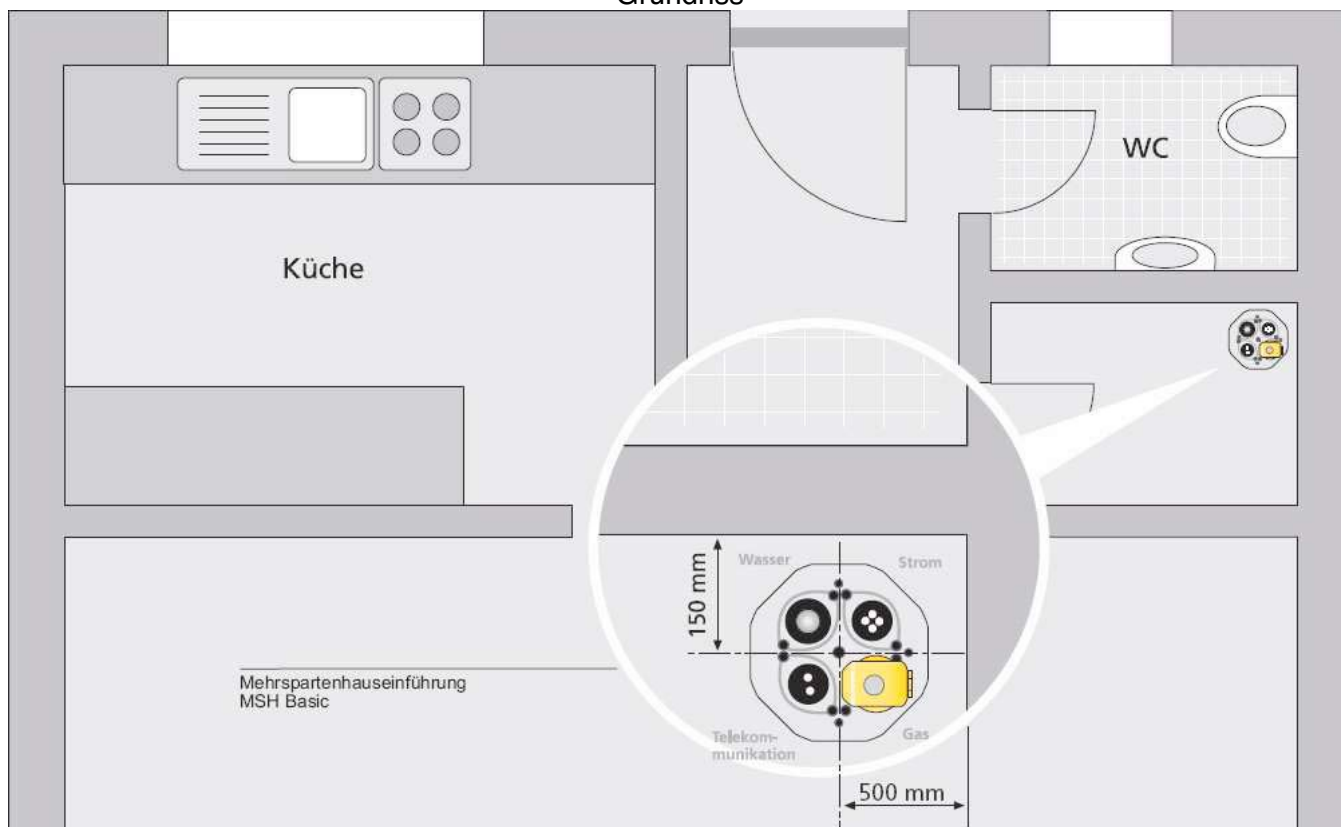 Grundriss
WC
Küche
Wasser
Strom
150 mm
Mehrspartenhauseinführung
MSH Basic
Telekom-
munikation
Gas
500 mm